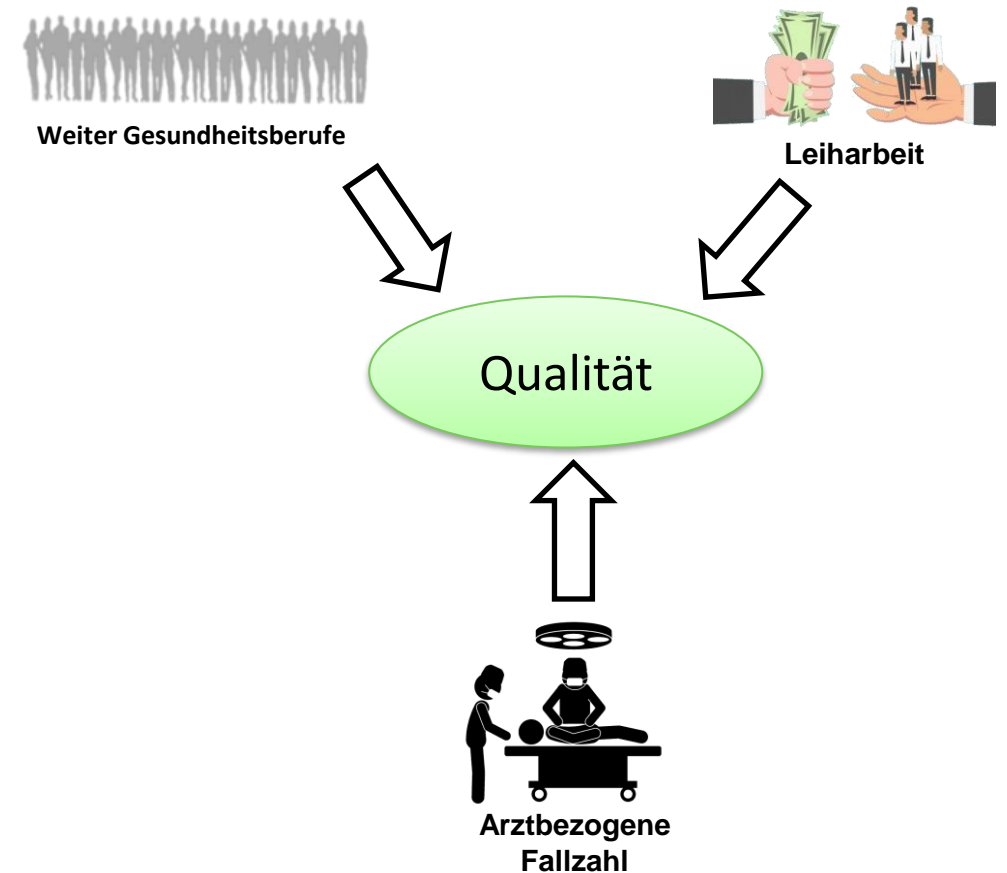 Weiter Gesundheitsberufe
Leiharbeit
Qualität
Arztbezogene
Fallzahl